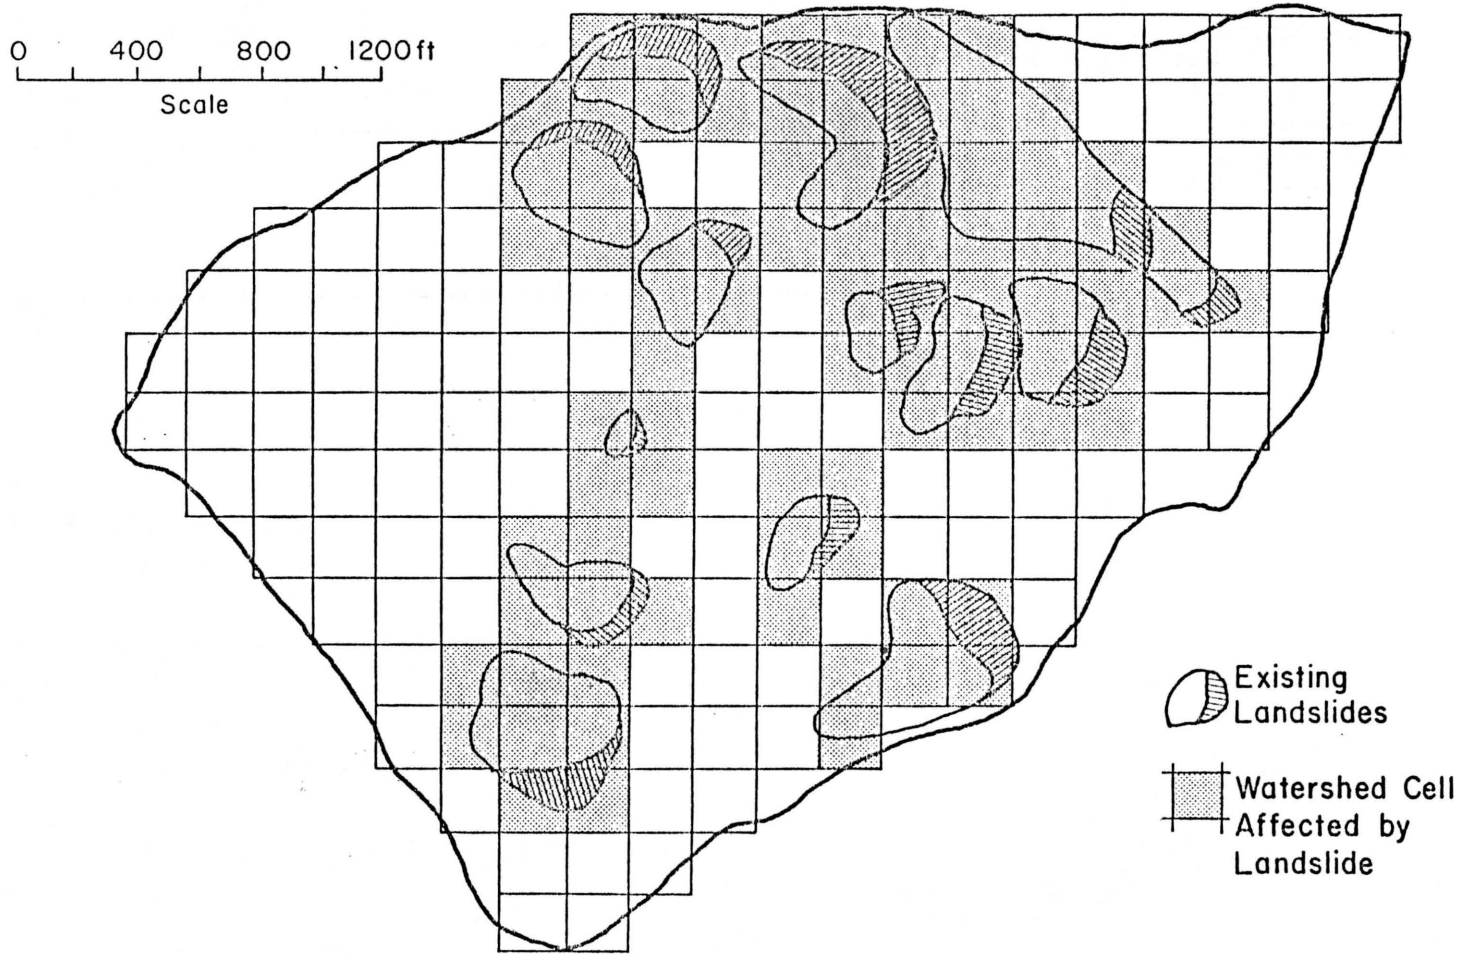 0 400 800 1200ft
Scale
Existing
Landslides
Watershed Cell
Affected by
Landslide